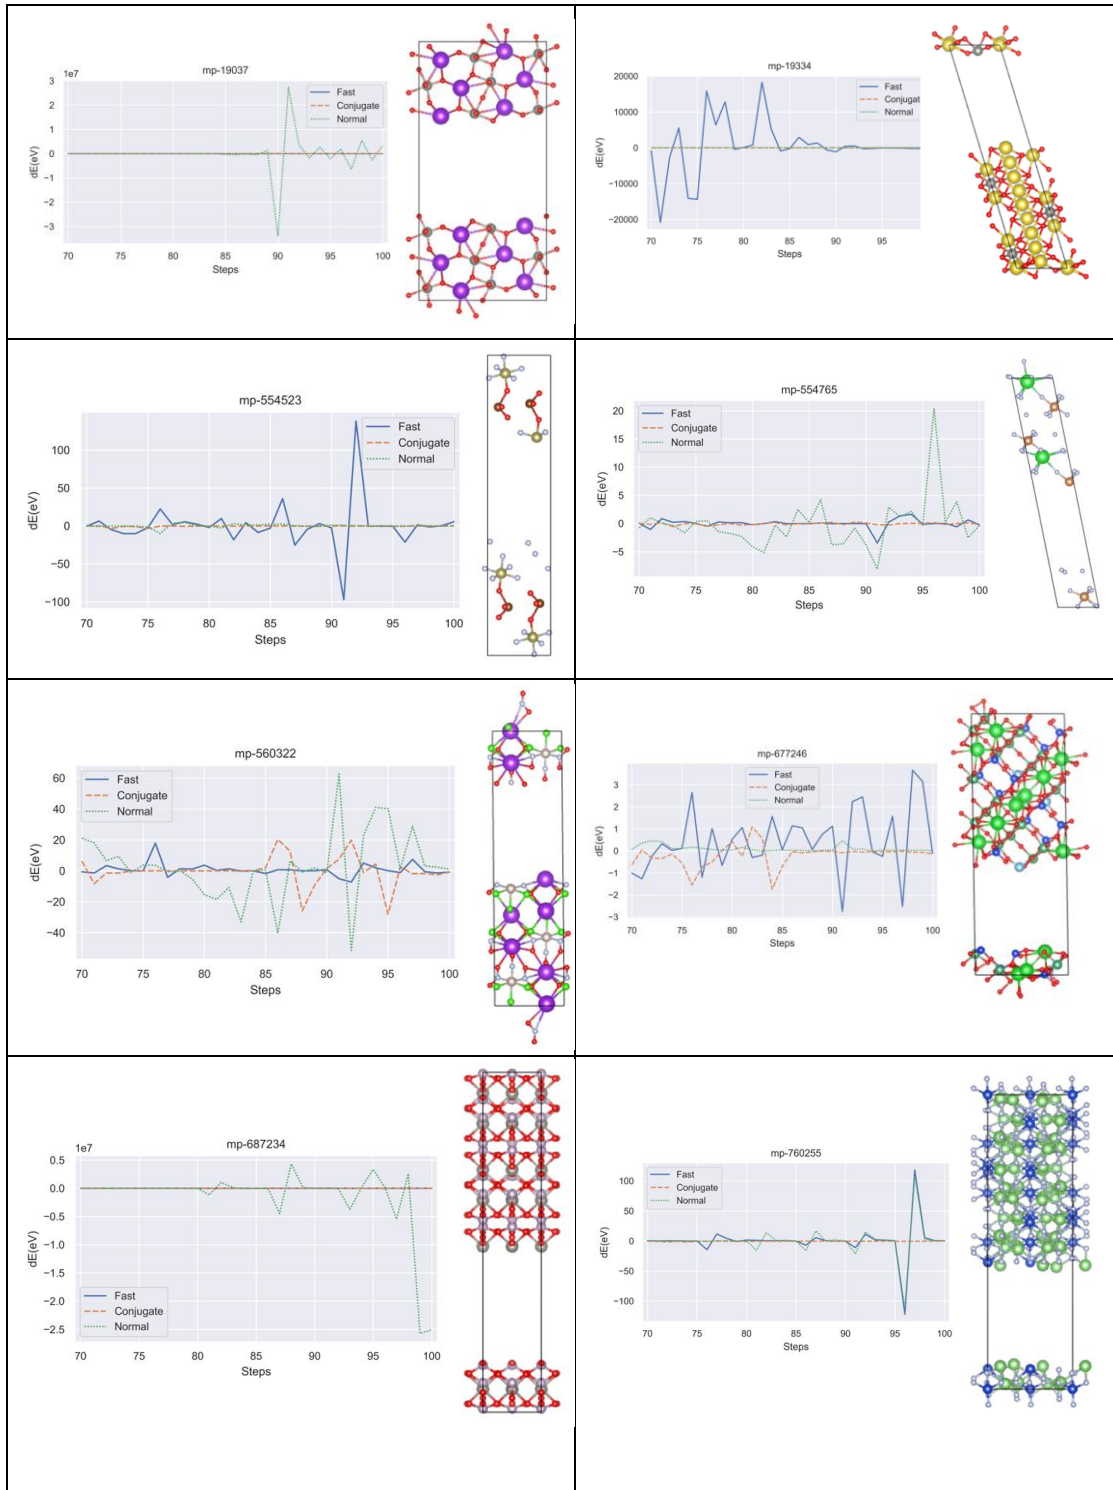 mp-19037
1e7
3
2
1
0
−1
−2
−3
dE(eV)
Fast
Conjugate
Normal
70 75 80 85 90 95 100
Steps
mp-19334
20000
10000
0
−10000
−20000
dE(eV)
Fast
Conjugat
Normal
70 75 80 85 90 95
Steps
mp-554523
100
50
0
−50
−100
dE(eV)
Fast
Conjugate
Normal
70 75 80 85 90 95 100
Steps
mp-554765
20
15
10
5
0
−5
dE(eV)
Fast
Conjugate
Normal
70 75 80 85 90 95 100
Steps
mp-560322
60
40
20
0
−20
−40
dE(eV)
Fast
Conjugate
Normal
70 75 80 85 90 95 100
Steps
mp-677246
3
2
1
0
−1
−2
−3
dE(eV)
Fast
Conjugate
Normal
70 75 80 85 90 95 100
Steps
mp-687234
1e7
0.5
0.0
−0.5
−1.0
−1.5
−2.0
−2.5
dE(eV)
Fast
Conjugate
Normal
70 75 80 85 90 95 100
Steps
mp-760255
100
50
0
−50
−100
dE(eV)
Fast
Conjugate
Normal
70 75 80 85 90 95 100
Steps